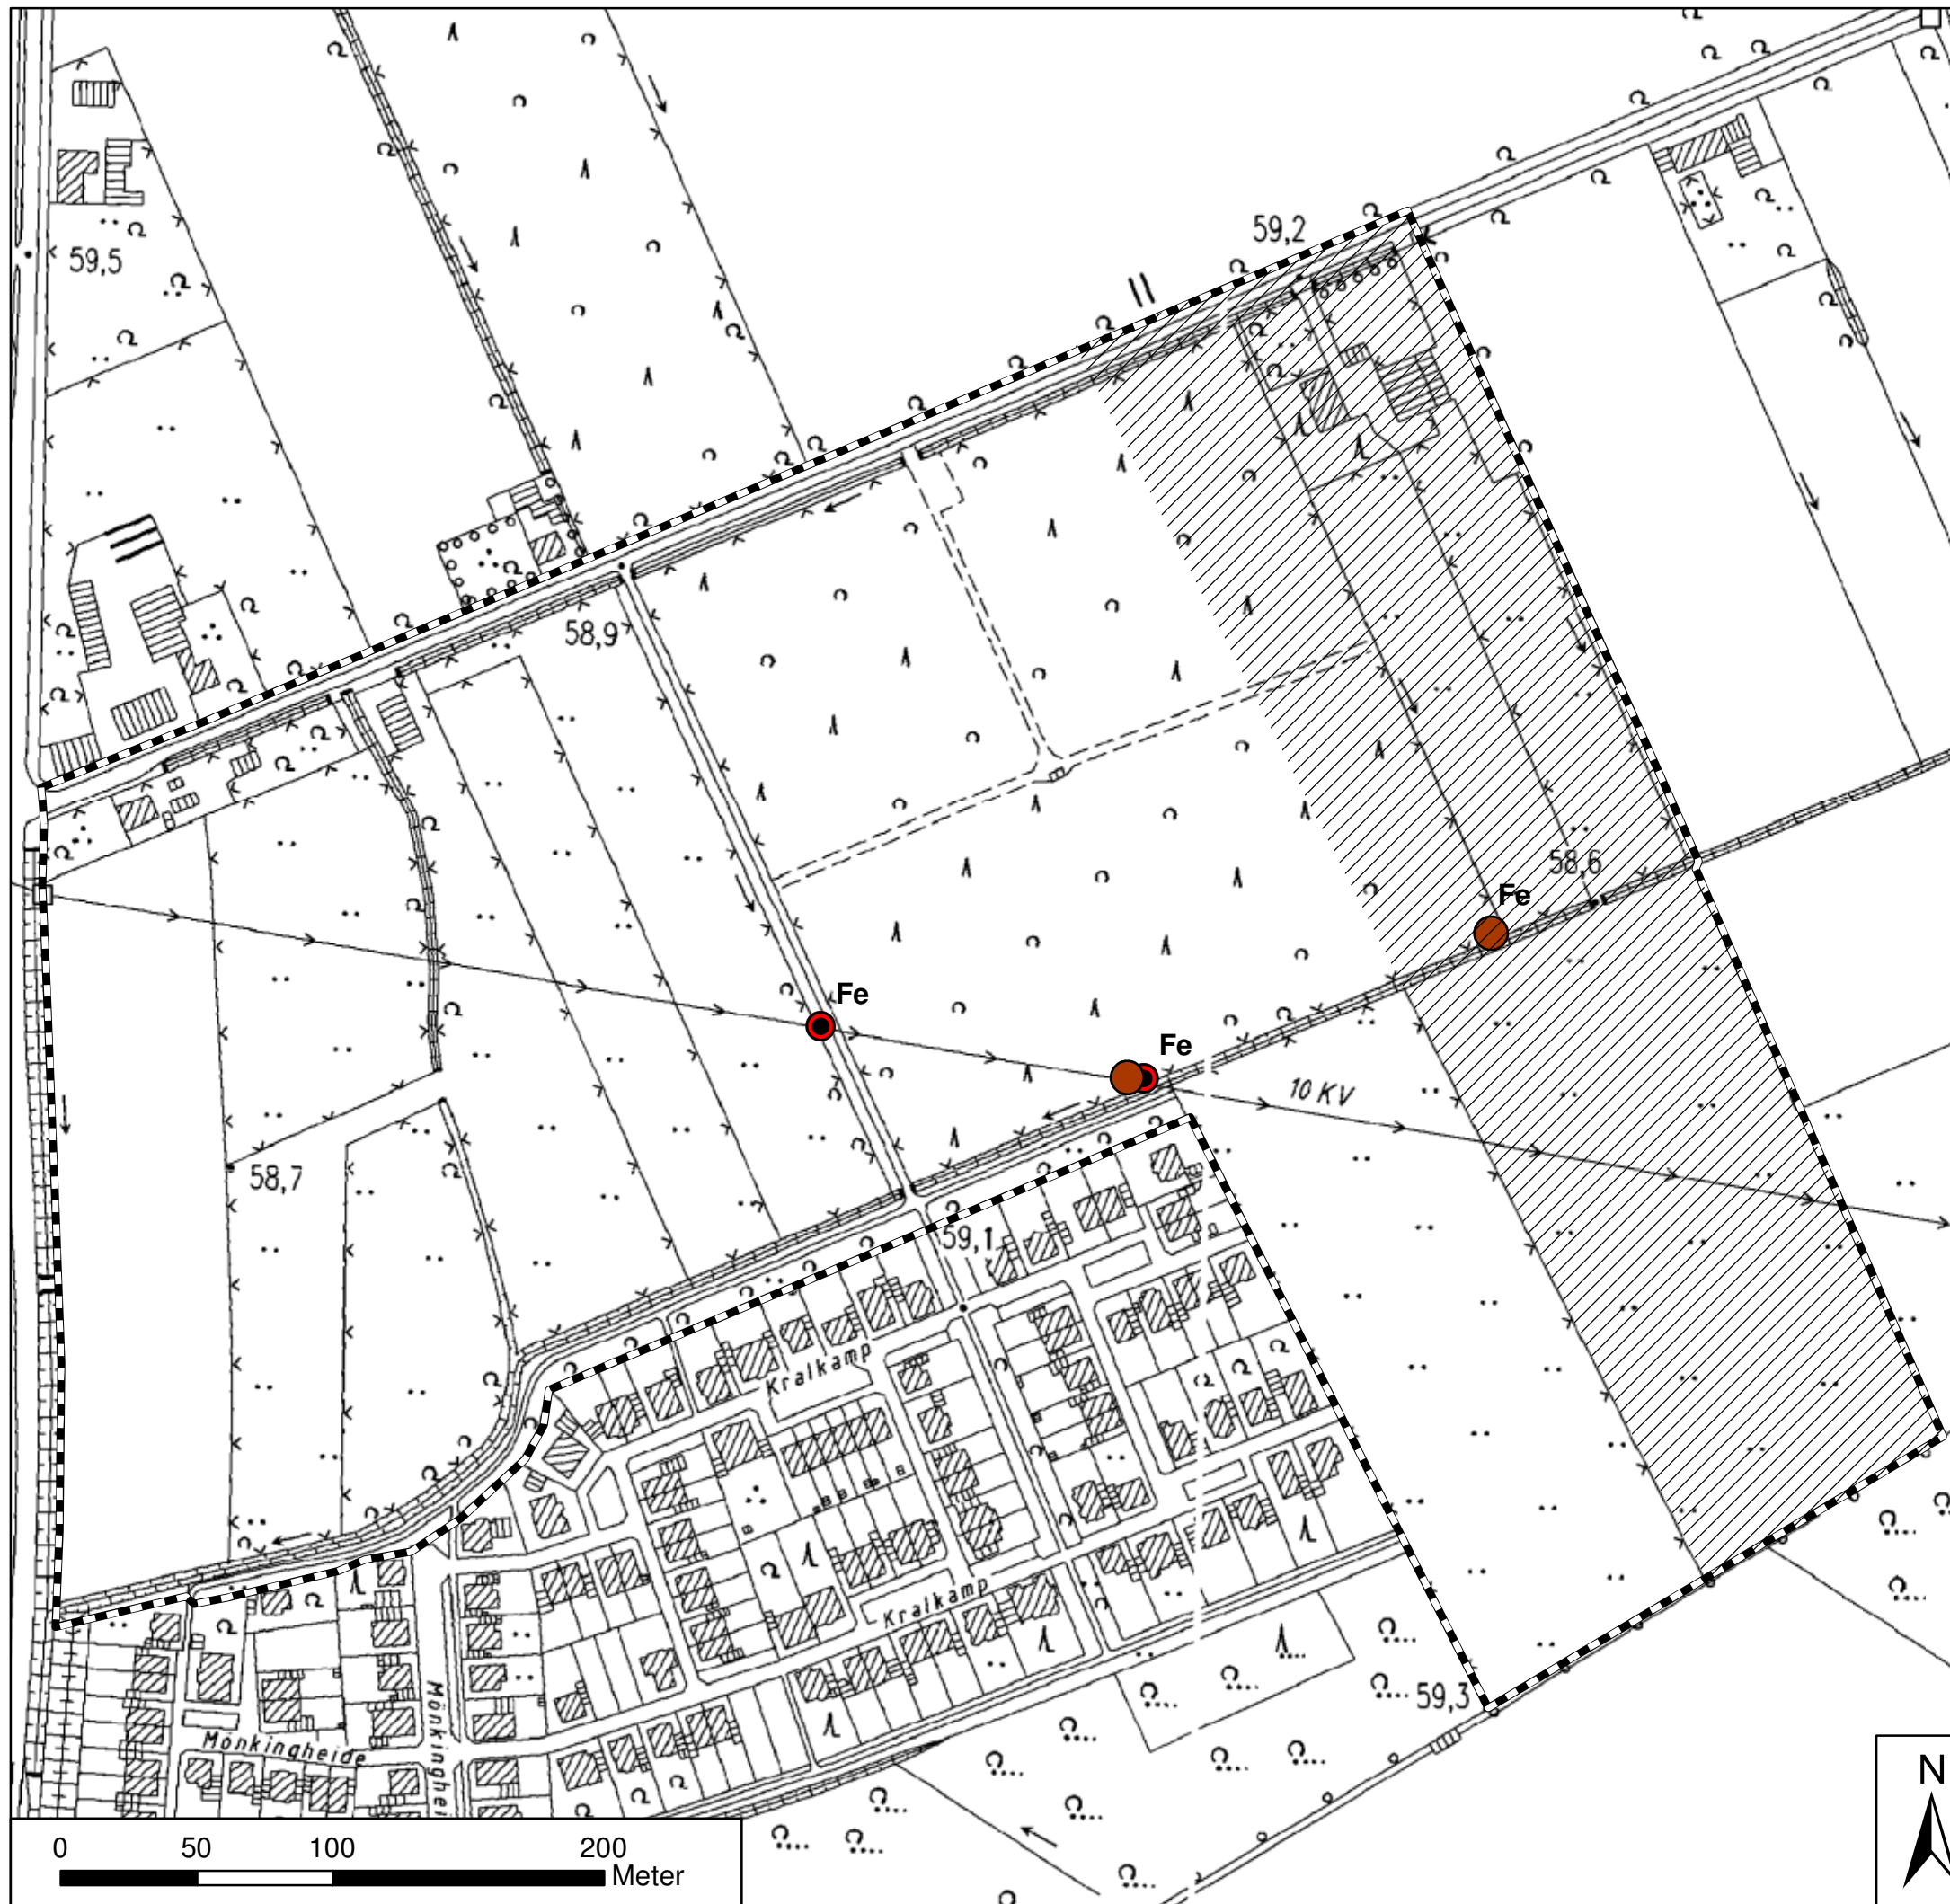 59,2
59,5
58,9
58,6
Fe
Fe
Fe
10 KV
58,7
59,1
Kralkamp
Kralkamp
59,3
Mönkingheide
Mönkinghei
N
0 50 100 200
Meter